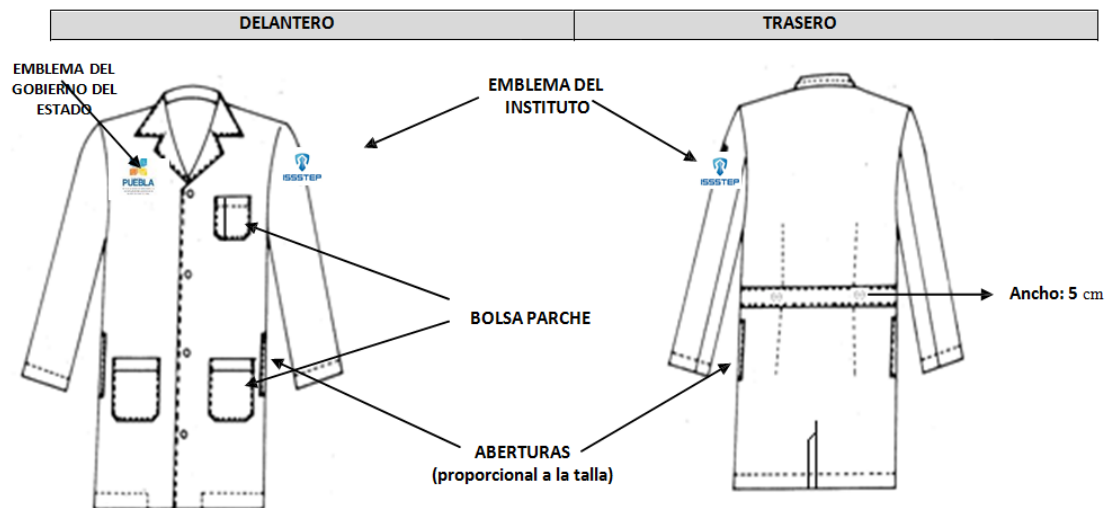 DELANTERO
TRASERO
EMBLEMA DEL
GOBIERNO DEL
ESTADO
EMBLEMA DEL
INSTITUTO
PUEBLA
ISSSTEP
ISSSTEP
Ancho: 5 cm
BOLSA PARCHE
ABERTURAS
(proporcional a la talla)